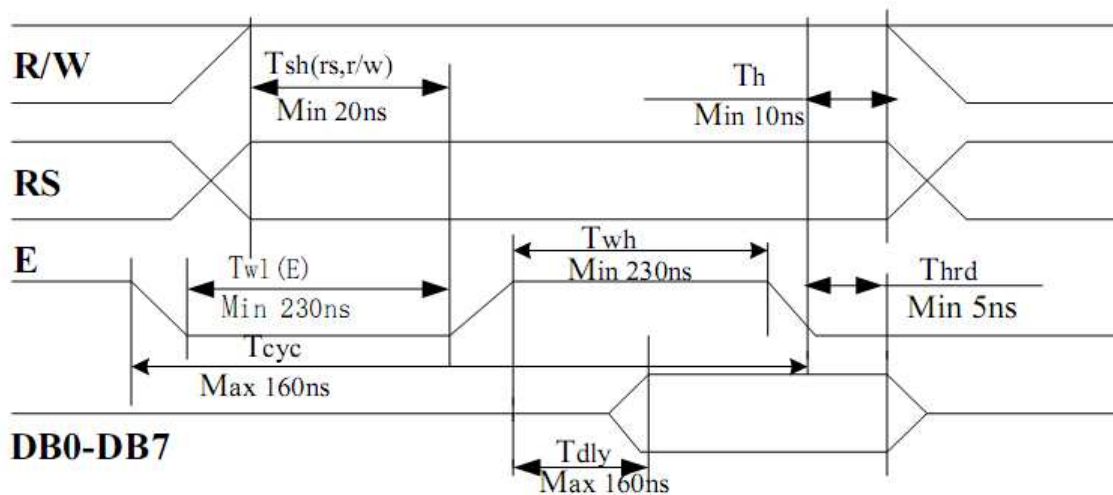 R/W
Tsh(rs,r/w)
Min 20ns
Th
Min 10ns
RS
E
Twl (E)
Min 230ns
Twh
Min 230ns
Thrd
Min 5ns
Tcyc
Max 160ns
DB0-DB7
Tdly
Max 160ns